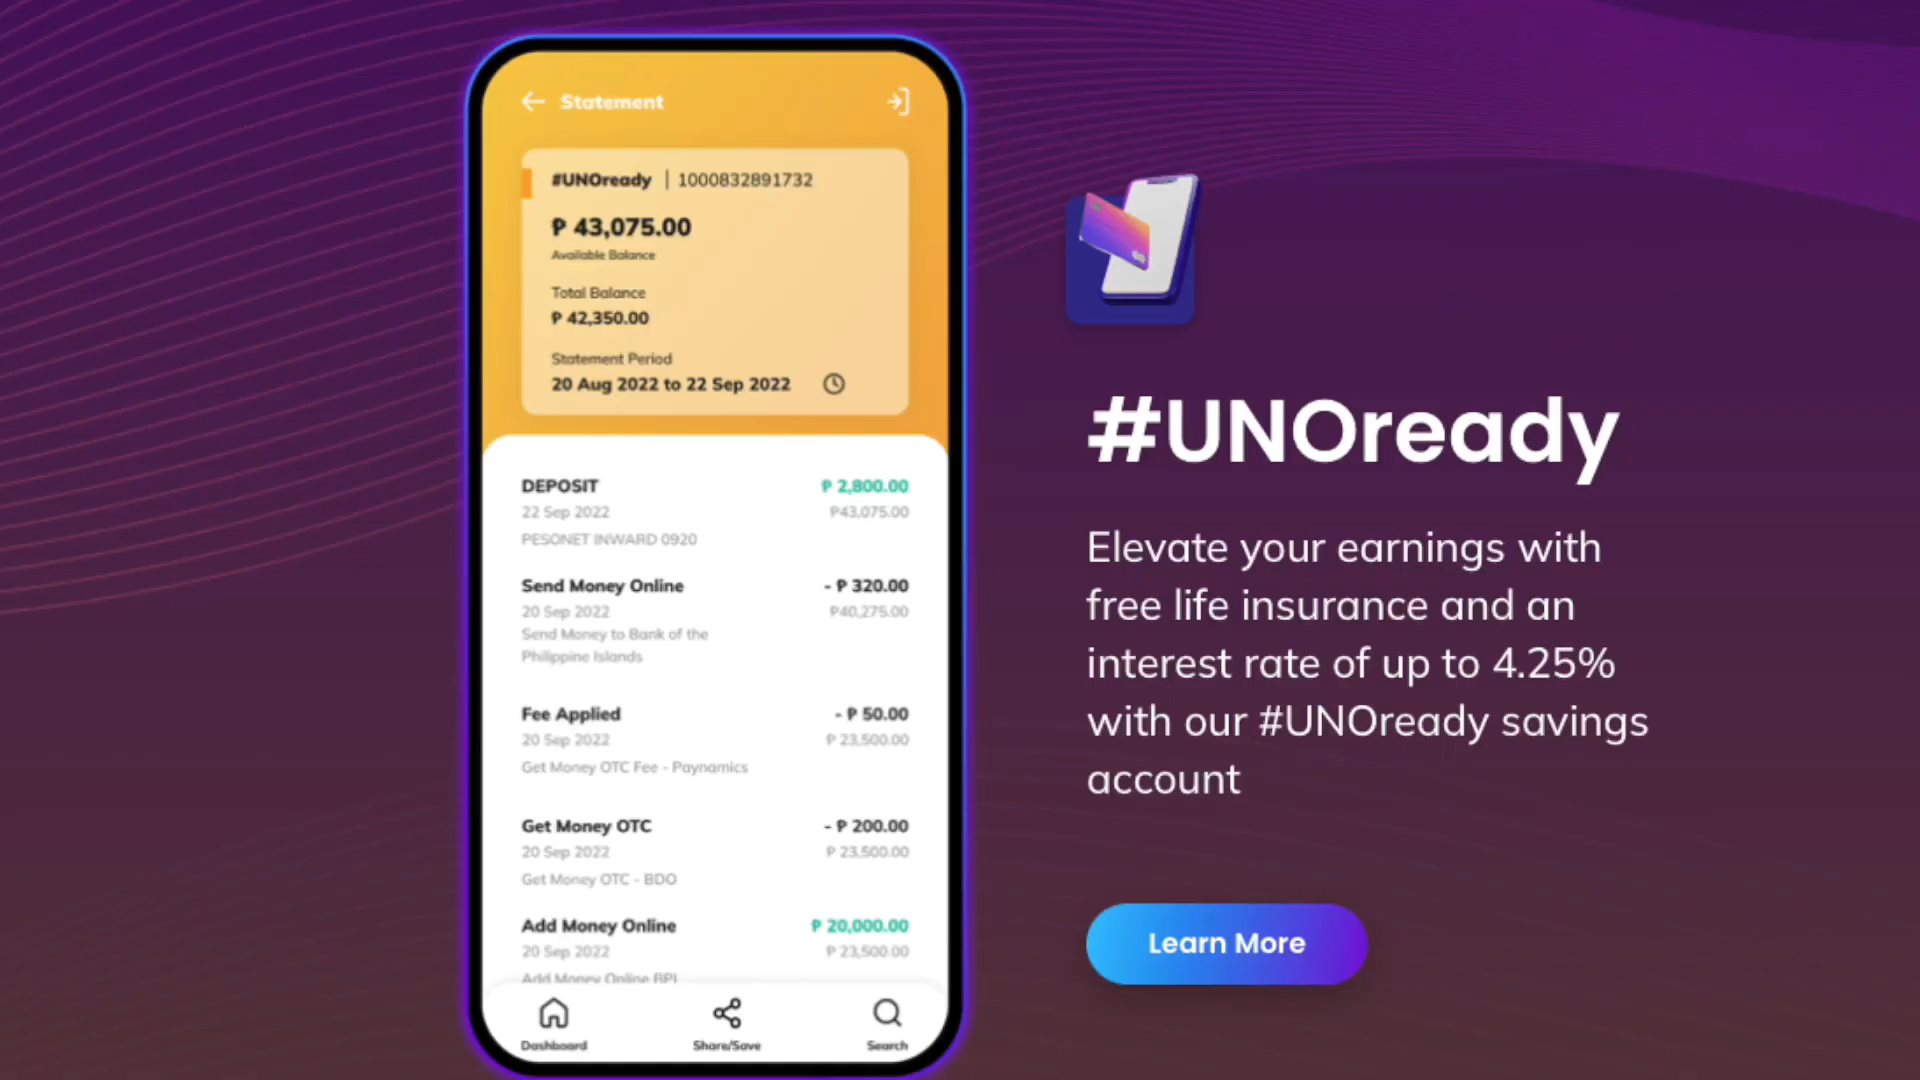 Statement
#UNOready | 1000832891732
₱ 43,075.00
Available Balance
Total Balance
₱ 42,350.00
Statement Period
20 Aug 2022 to 22 Sep 2022
DEPOSIT ₱ 2,800.00
22 Sep 2022 ₱43,075.00
PESONET INWARD 0920
Send Money Online - ₱ 320.00
20 Sep 2022 ₱40,275.00
Send Money to Bank of the
Philippine Islands
Fee Applied - ₱ 50.00
20 Sep 2022 ₱ 23,500.00
Get Money OTC Fee - Paynamics
Get Money OTC - ₱ 200.00
20 Sep 2022 ₱ 23,500.00
Get Money OTC - BDO
Add Money Online ₱ 20,000.00
20 Sep 2022 ₱ 23,500.00
Add Money Online BPI
Dashboard Share/Save Search
#UNOready
Elevate your earnings with
free life insurance and an
interest rate of up to 4.25%
with our #UNOready savings
account
Learn More